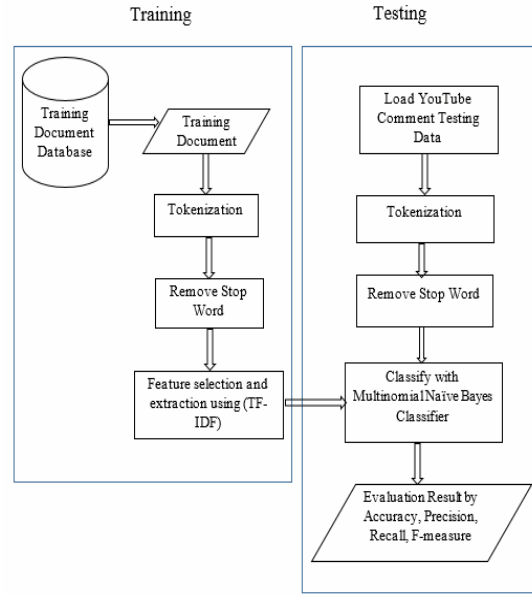 Training
Training
Document
Database
Training
Document
Tokenization
Remove Stop
Word
Feature selection and
extraction using (TF-
IDF)
Testing
Load YouTube
Comment Testing
Data
Tokenization
Remove Stop Word
Classify with
Multinomial Naïve Bayes
Classifier
Evaluation Result by
Accuracy, Precision,
Recall, F-measure